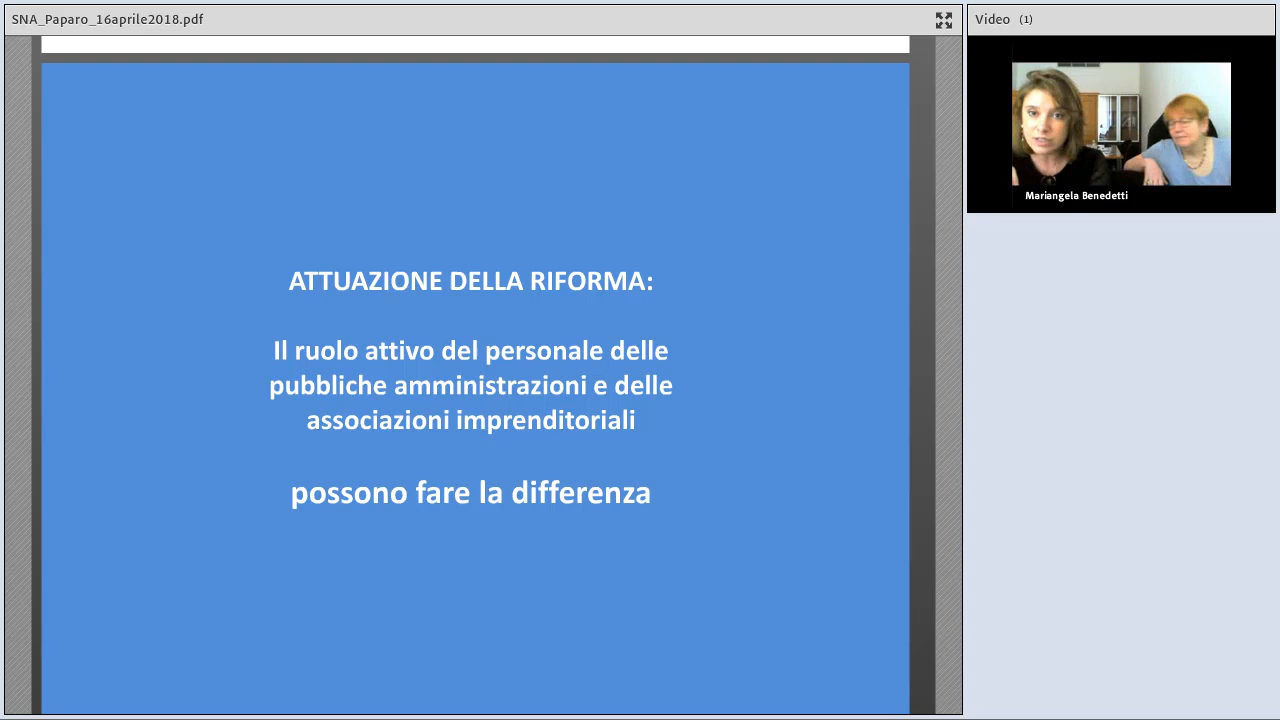 SNA_Paparo_16aprile2018.pdf
Video (1)
Mariangela Benedetti
ATTUAZIONE DELLA RIFORMA:
Il ruolo attivo del personale delle
pubbliche amministrazioni e delle
associazioni imprenditoriali
possono fare la differenza